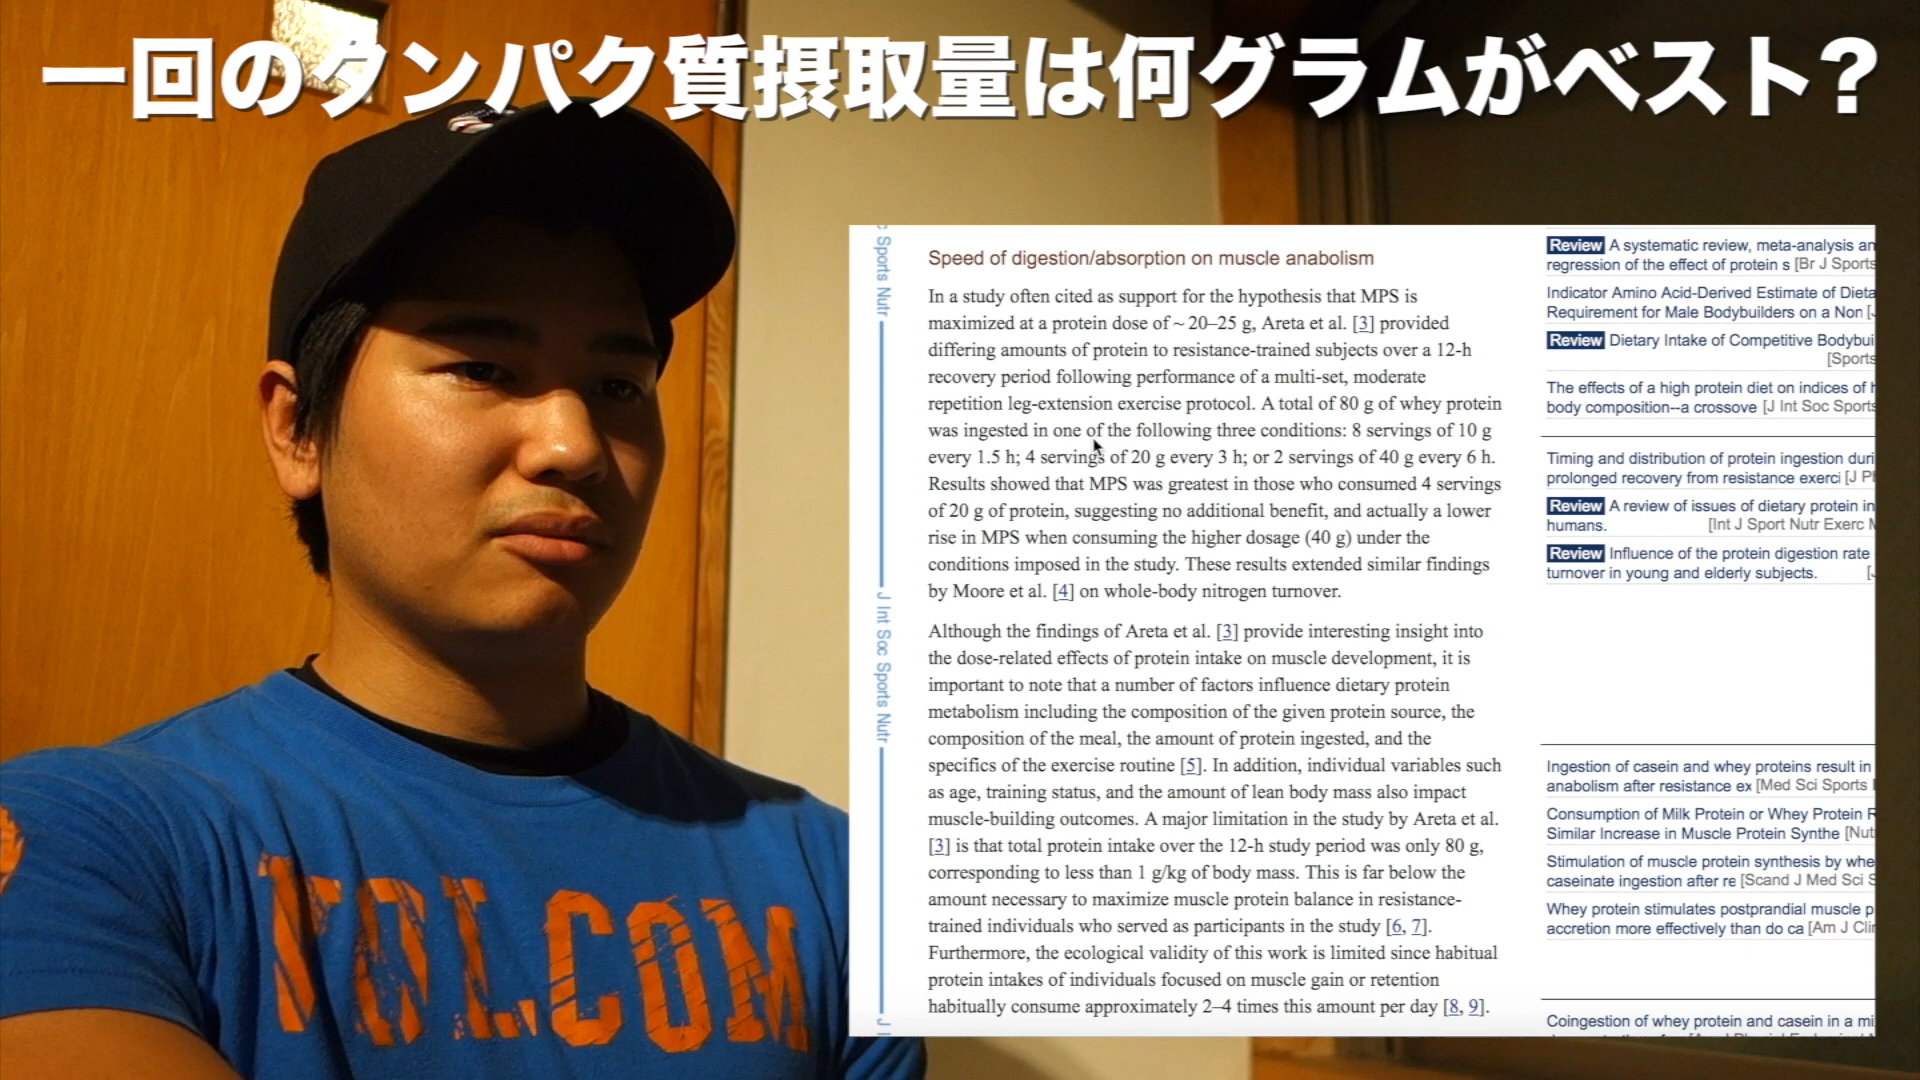 一回のタンパク質摂取量は何グラムがベスト?
VOLCOM
Sports Nutr
J Int Soc Sports Nutr
Speed of digestion/absorption on muscle anabolism
In a study often cited as support for the hypothesis that MPS is
maximized at a protein dose of ~ 20–25 g, Areta et al. [3] provided
differing amounts of protein to resistance-trained subjects over a 12-h
recovery period following performance of a multi-set, moderate
repetition leg-extension exercise protocol. A total of 80 g of whey protein
was ingested in one of the following three conditions: 8 servings of 10 g
every 1.5 h; 4 servings of 20 g every 3 h; or 2 servings of 40 g every 6 h.
Results showed that MPS was greatest in those who consumed 4 servings
of 20 g of protein, suggesting no additional benefit, and actually a lower
rise in MPS when consuming the higher dosage (40 g) under the
conditions imposed in the study. These results extended similar findings
by Moore et al. [4] on whole-body nitrogen turnover.
Although the findings of Areta et al. [3] provide interesting insight into
the dose-related effects of protein intake on muscle development, it is
important to note that a number of factors influence dietary protein
metabolism including the composition of the given protein source, the
composition of the meal, the amount of protein ingested, and the
specifics of the exercise routine [5]. In addition, individual variables such
as age, training status, and the amount of lean body mass also impact
muscle-building outcomes. A major limitation in the study by Areta et al.
[3] is that total protein intake over the 12-h study period was only 80 g,
corresponding to less than 1 g/kg of body mass. This is far below the
amount necessary to maximize muscle protein balance in resistance-
trained individuals who served as participants in the study [6, 7].
Furthermore, the ecological validity of this work is limited since habitual
protein intakes of individuals focused on muscle gain or retention
habitually consume approximately 2–4 times this amount per day [8, 9].
Review A systematic review, meta-analysis an
regression of the effect of protein s [Br J Sports
Indicator Amino Acid-Derived Estimate of Dieta
Requirement for Male Bodybuilders on a Non [
Review Dietary Intake of Competitive Bodybui
[Sports
The effects of a high protein diet on indices of h
body composition--a crossove [J Int Soc Sports
Timing and distribution of protein ingestion duri
prolonged recovery from resistance exerci [J Ph
Review A review of issues of dietary protein in
humans. [Int J Sport Nutr Exerc M
Review Influence of the protein digestion rate
turnover in young and elderly subjects. [
Ingestion of casein and whey proteins result in
anabolism after resistance ex [Med Sci Sports
Consumption of Milk Protein or Whey Protein R
Similar Increase in Muscle Protein Synthe [Nut
Stimulation of muscle protein synthesis by whe
caseinate ingestion after re [Scand J Med Sci S
Whey protein stimulates postprandial muscle p
accretion more effectively than do ca [Am J Clin
Coingestion of whey protein and casein in a mi